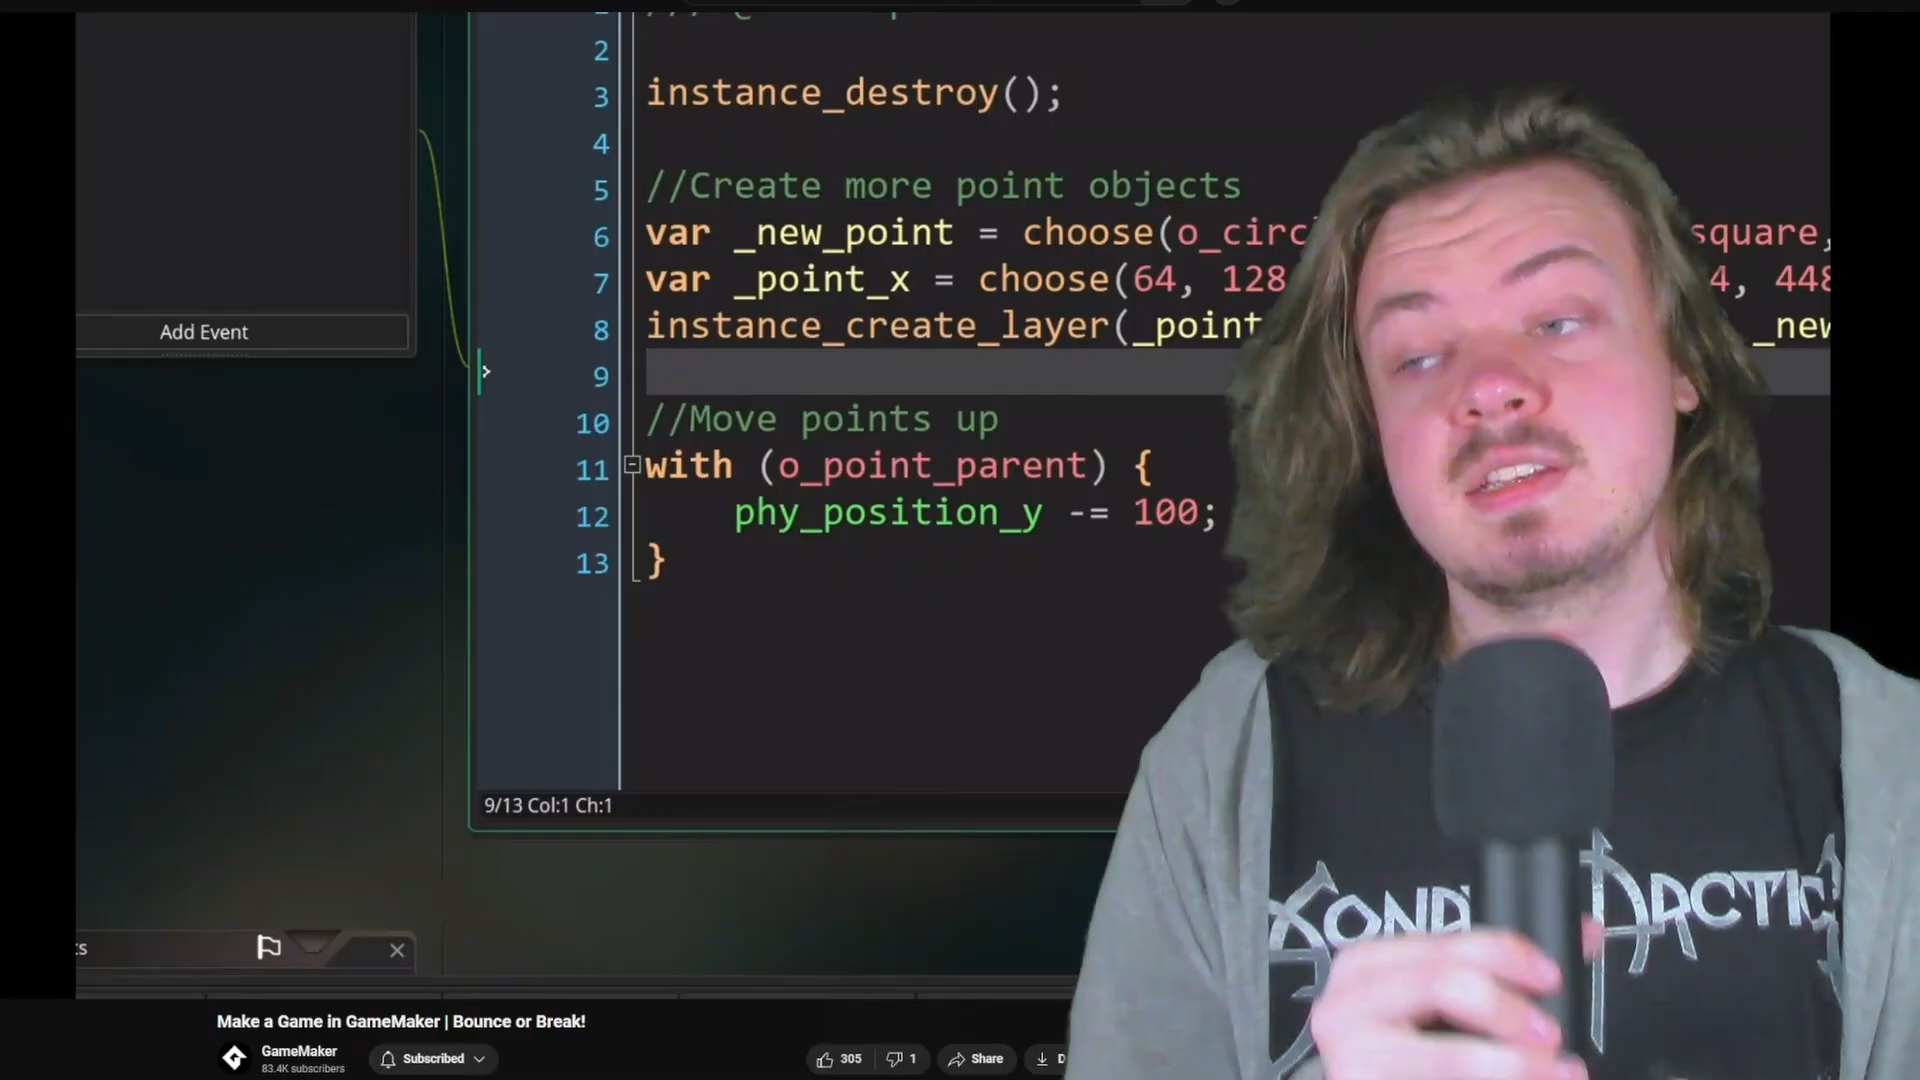 2
3 instance_destroy();
4
5 //Create more point objects
6 var _new_point = choose(o_circ square,
7 var _point_x = choose(64, 128 4, 448
8 instance_create_layer(_point _new
9
10 //Move points up
11 with (o_point_parent) {
12 phy_position_y -= 100;
13 }
Add Event
9/13 Col:1 Ch:1
ARCTIC
Make a Game in GameMaker | Bounce or Break!
GameMaker
83.4K subscribers
Subscribed
305
1
Share